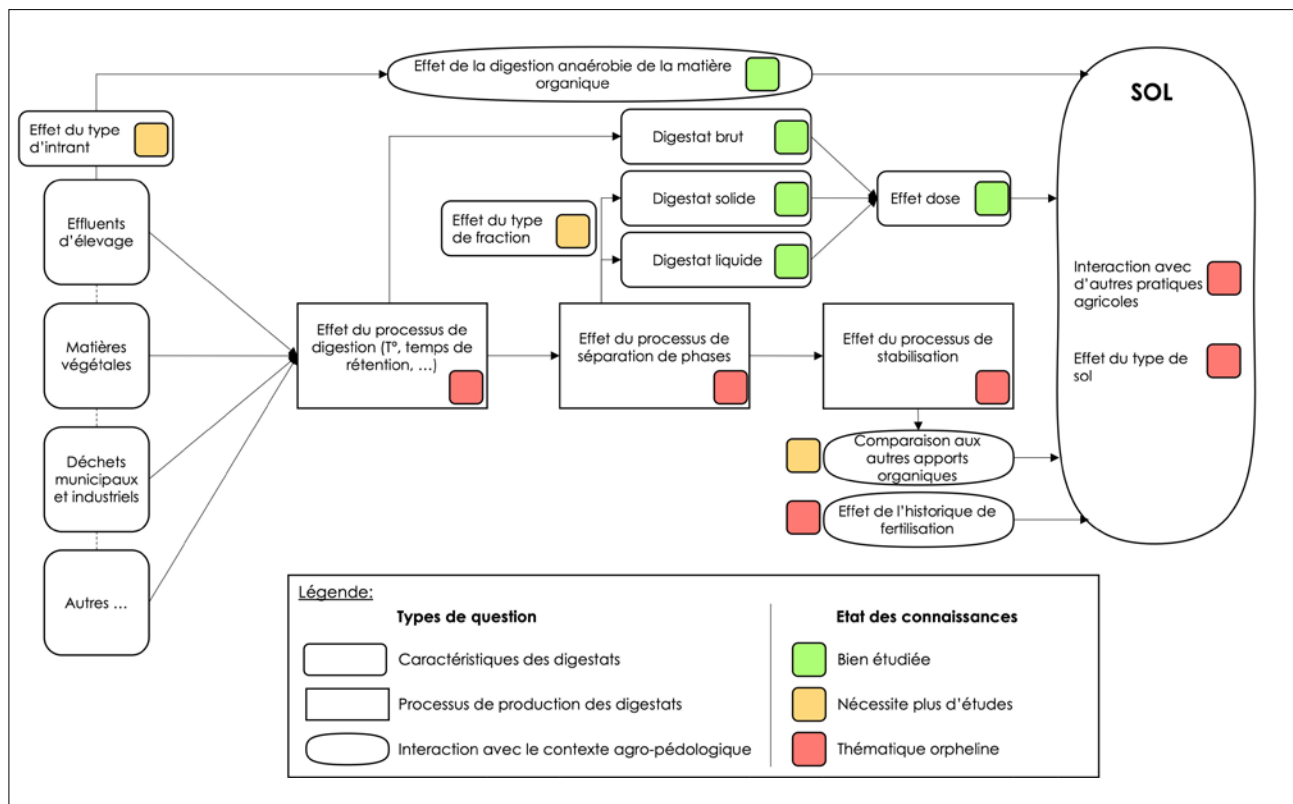 Effet de la digestion anaérobie de la matière
organique
SOL
Effet du type
d'intrant
Digestat brut
Effluents
d'élevage
Effet du type
de fraction
Digestat solide
Effet dose
Digestat liquide
Interaction avec
d'autres pratiques
agricoles
Matières
végétales
Effet du processus de
digestion (T°, temps de
rétention, ...)
Effet du processus de
séparation de phases
Effet du processus de
stabilisation
Effet du type de
sol
Déchets
municipaux
et industriels
Comparaison aux
autres apports
organiques
Effet de l'historique de
fertilisation
Autres ...
Légende:
Types de question
Caractéristiques des digestats
Processus de production des digestats
Interaction avec le contexte agro-pédologique
Etat des connaissances
Bien étudiée
Nécessite plus d'études
Thématique orpheline